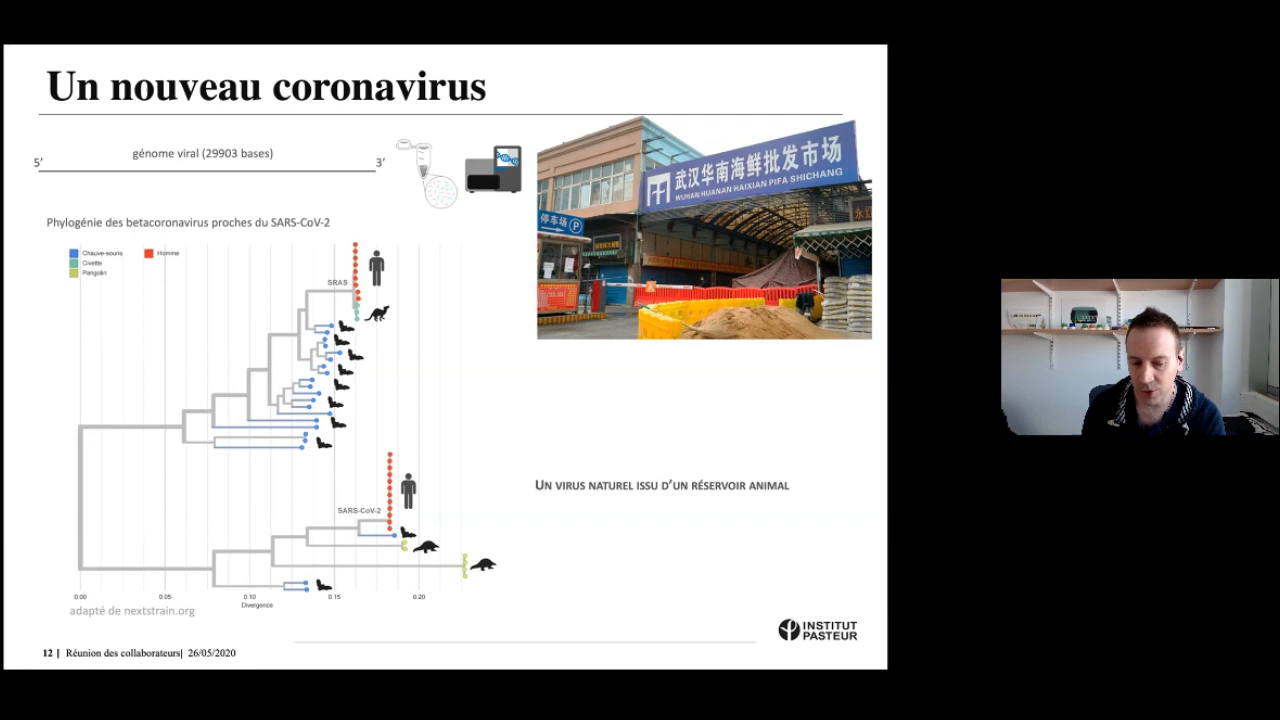 Un nouveau coronavirus
génome viral (29903 bases)
5’
3’
Phylogénie des betacoronavirus proches du SARS-CoV-2
Chauve-souris
Homme
Civette
Pangolin
SRAS
SARS-CoV-2
0.00
0.05
0.10
0.15
0.20
Divergence
adapté de nextstrain.org
武汉华南海鲜批发市场
WUHAN HUANAN HAIXIAN PIFA SHICHANG
停车场 P
UN VIRUS NATUREL ISSU D’UN RÉSERVOIR ANIMAL
INSTITUT
PASTEUR
12 | Réunion des collaborateurs| 26/05/2020